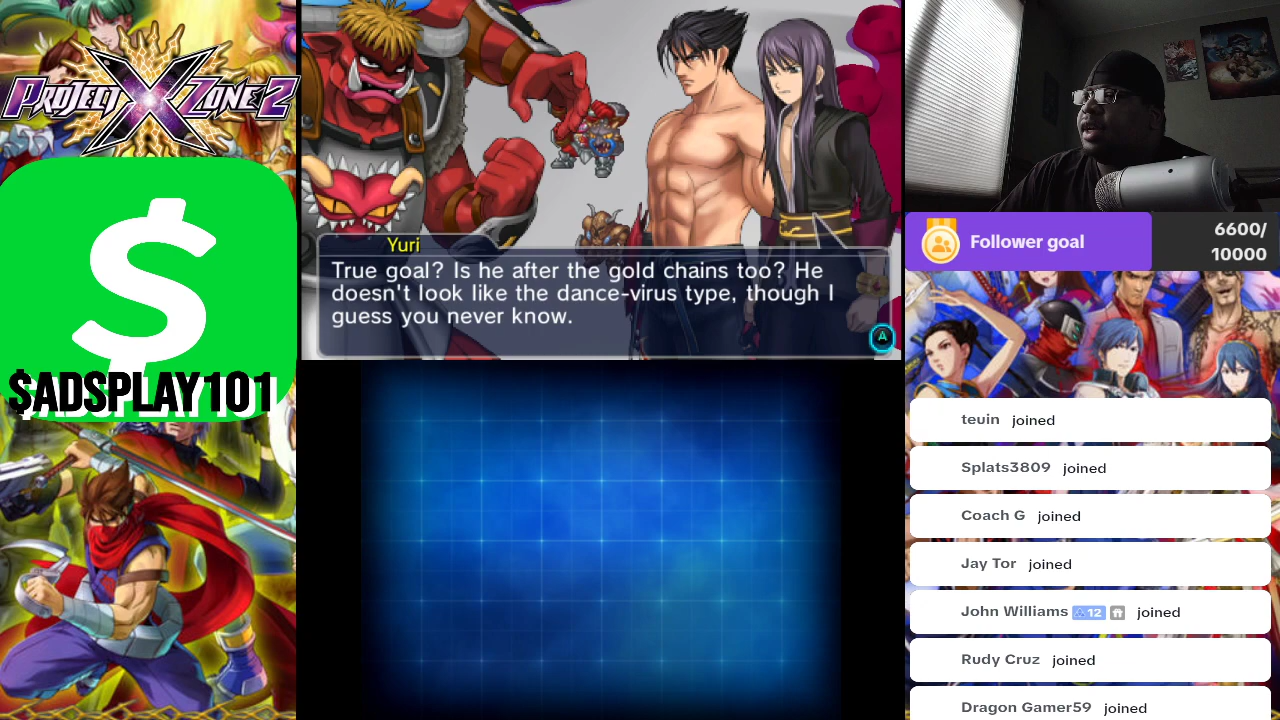 PROJECT X ZONE 2
$
$ADSPLAY101
Yuri
True goal? Is he after the gold chains too? He
doesn't look like the dance-virus type, though I
guess you never know.
A
Follower goal
6600/
10000
teuin joined
Splats3809 joined
Coach G joined
Jay Tor joined
John Williams 12 joined
Rudy Cruz joined
Dragon Gamer59 joined